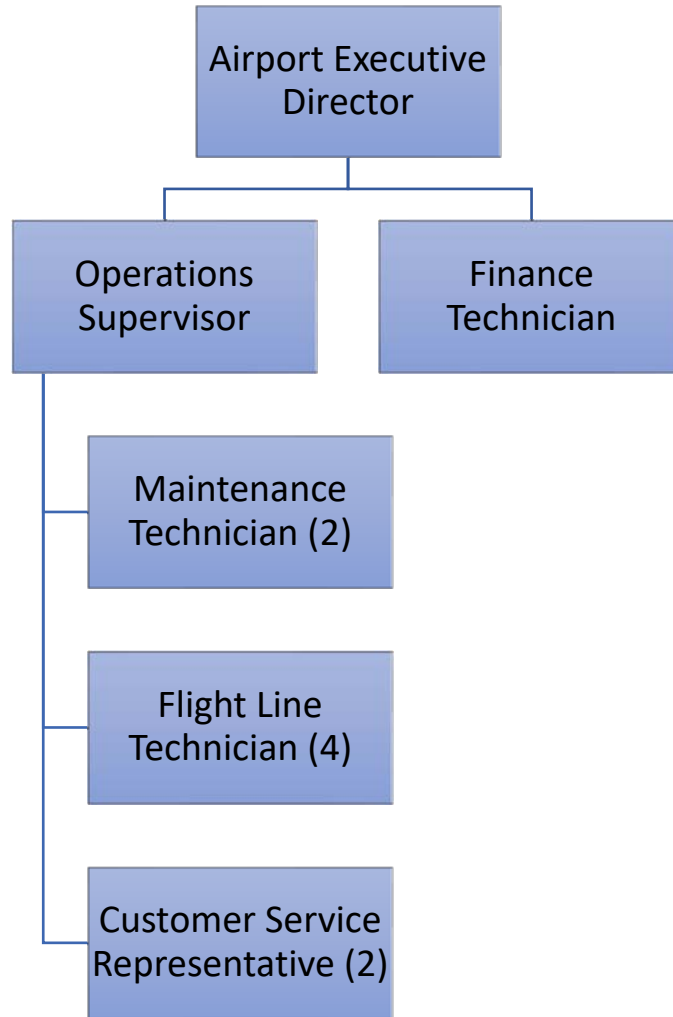 Airport Executive
Director
Operations
Supervisor
Finance
Technician
Maintenance
Technician (2)
Flight Line
Technician (4)
Customer Service
Representative (2)